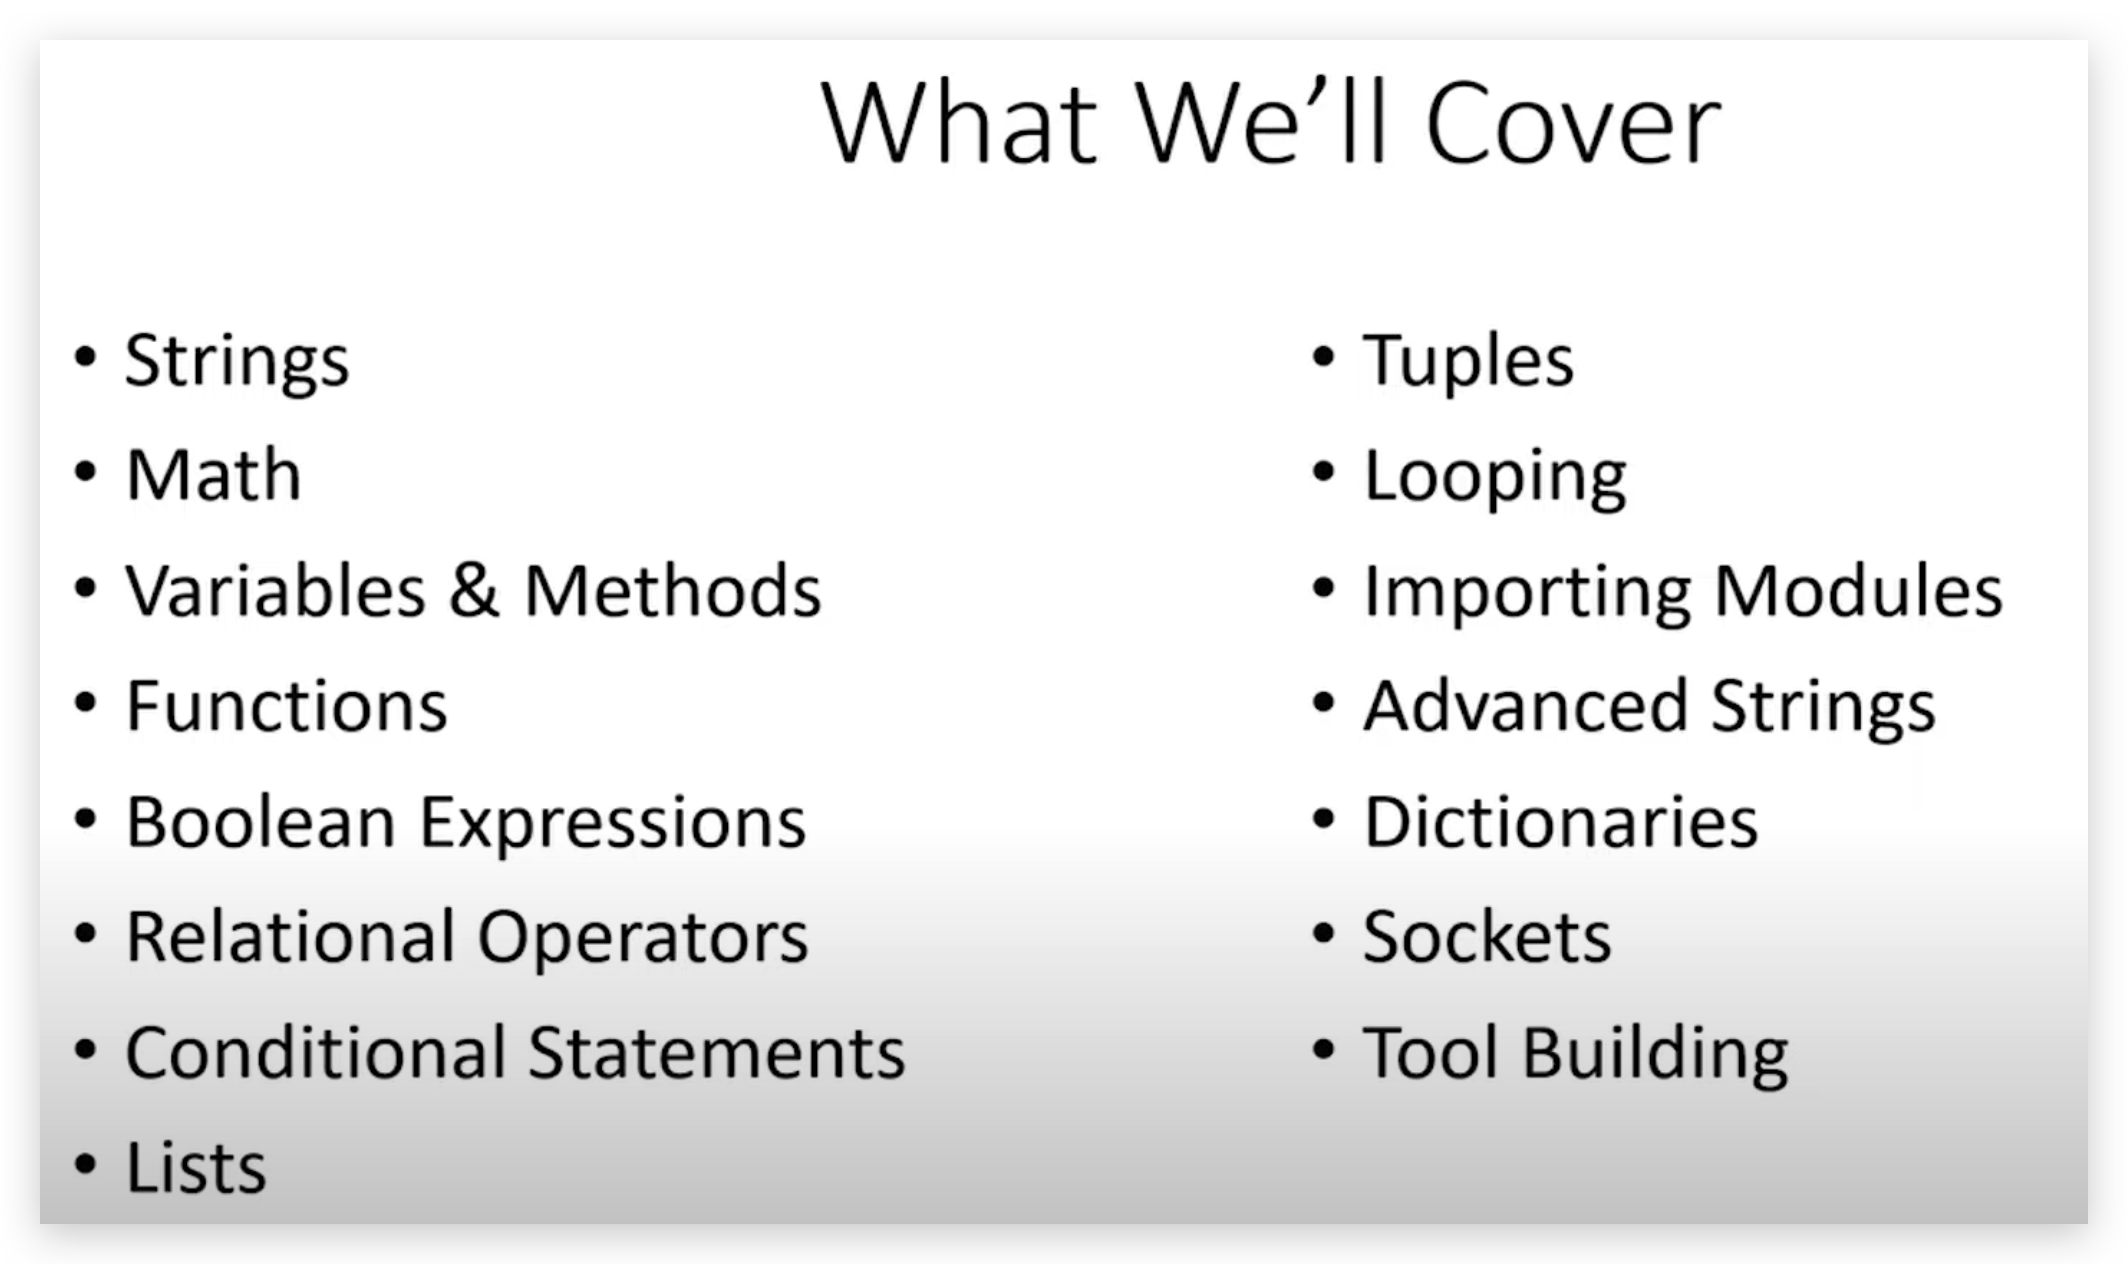 What We’ll Cover
• Strings
• Math
• Variables & Methods
• Functions
• Boolean Expressions
• Relational Operators
• Conditional Statements
• Lists
• Tuples
• Looping
• Importing Modules
• Advanced Strings
• Dictionaries
• Sockets
• Tool Building